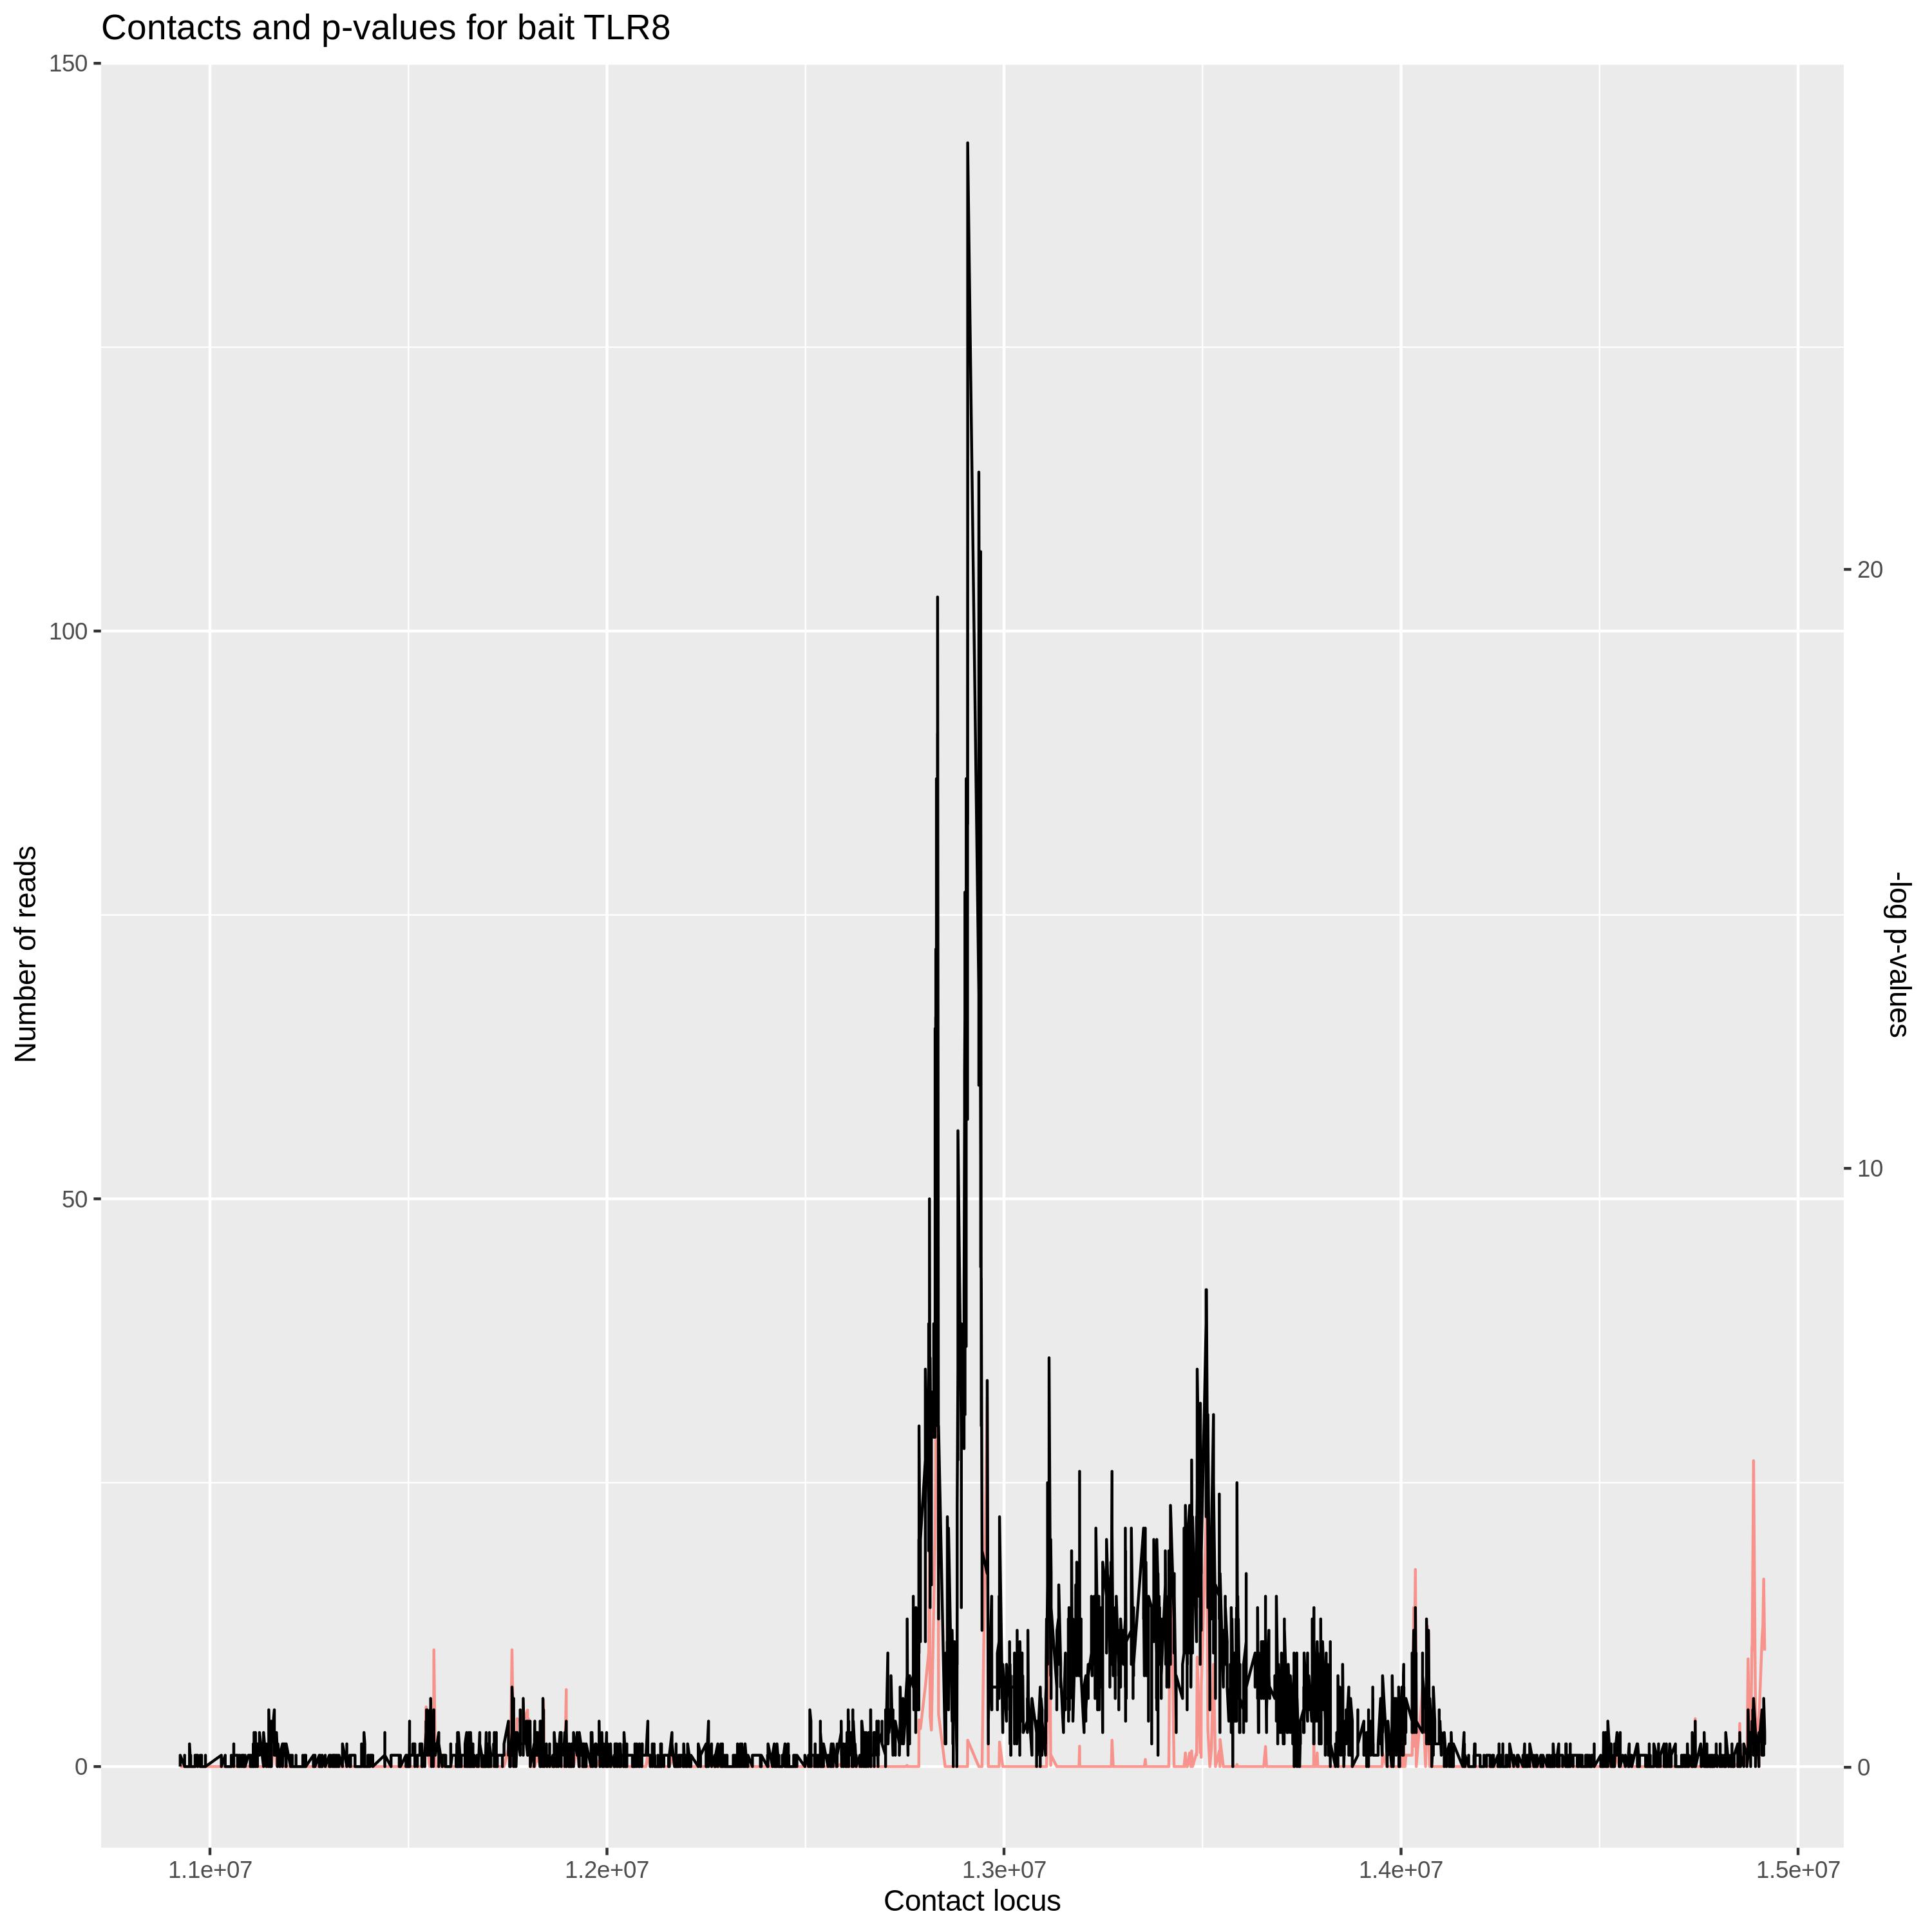 Contacts and p-values for bait TLR8
150
100
50
0
Number of reads
20
10
0
-log p-values
1.1e+07 1.2e+07 1.3e+07 1.4e+07 1.5e+07
Contact locus